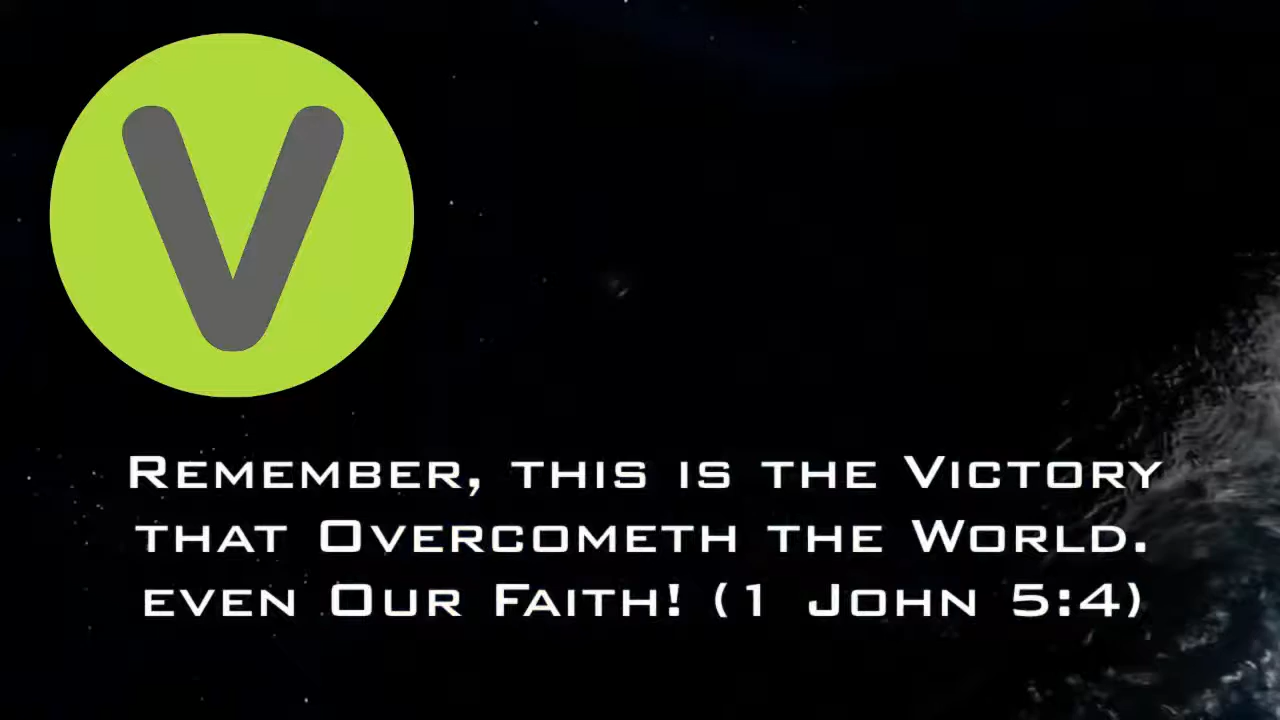 V
Remember, this is the Victory
that Overcometh the World.
even Our Faith! (1 John 5:4)